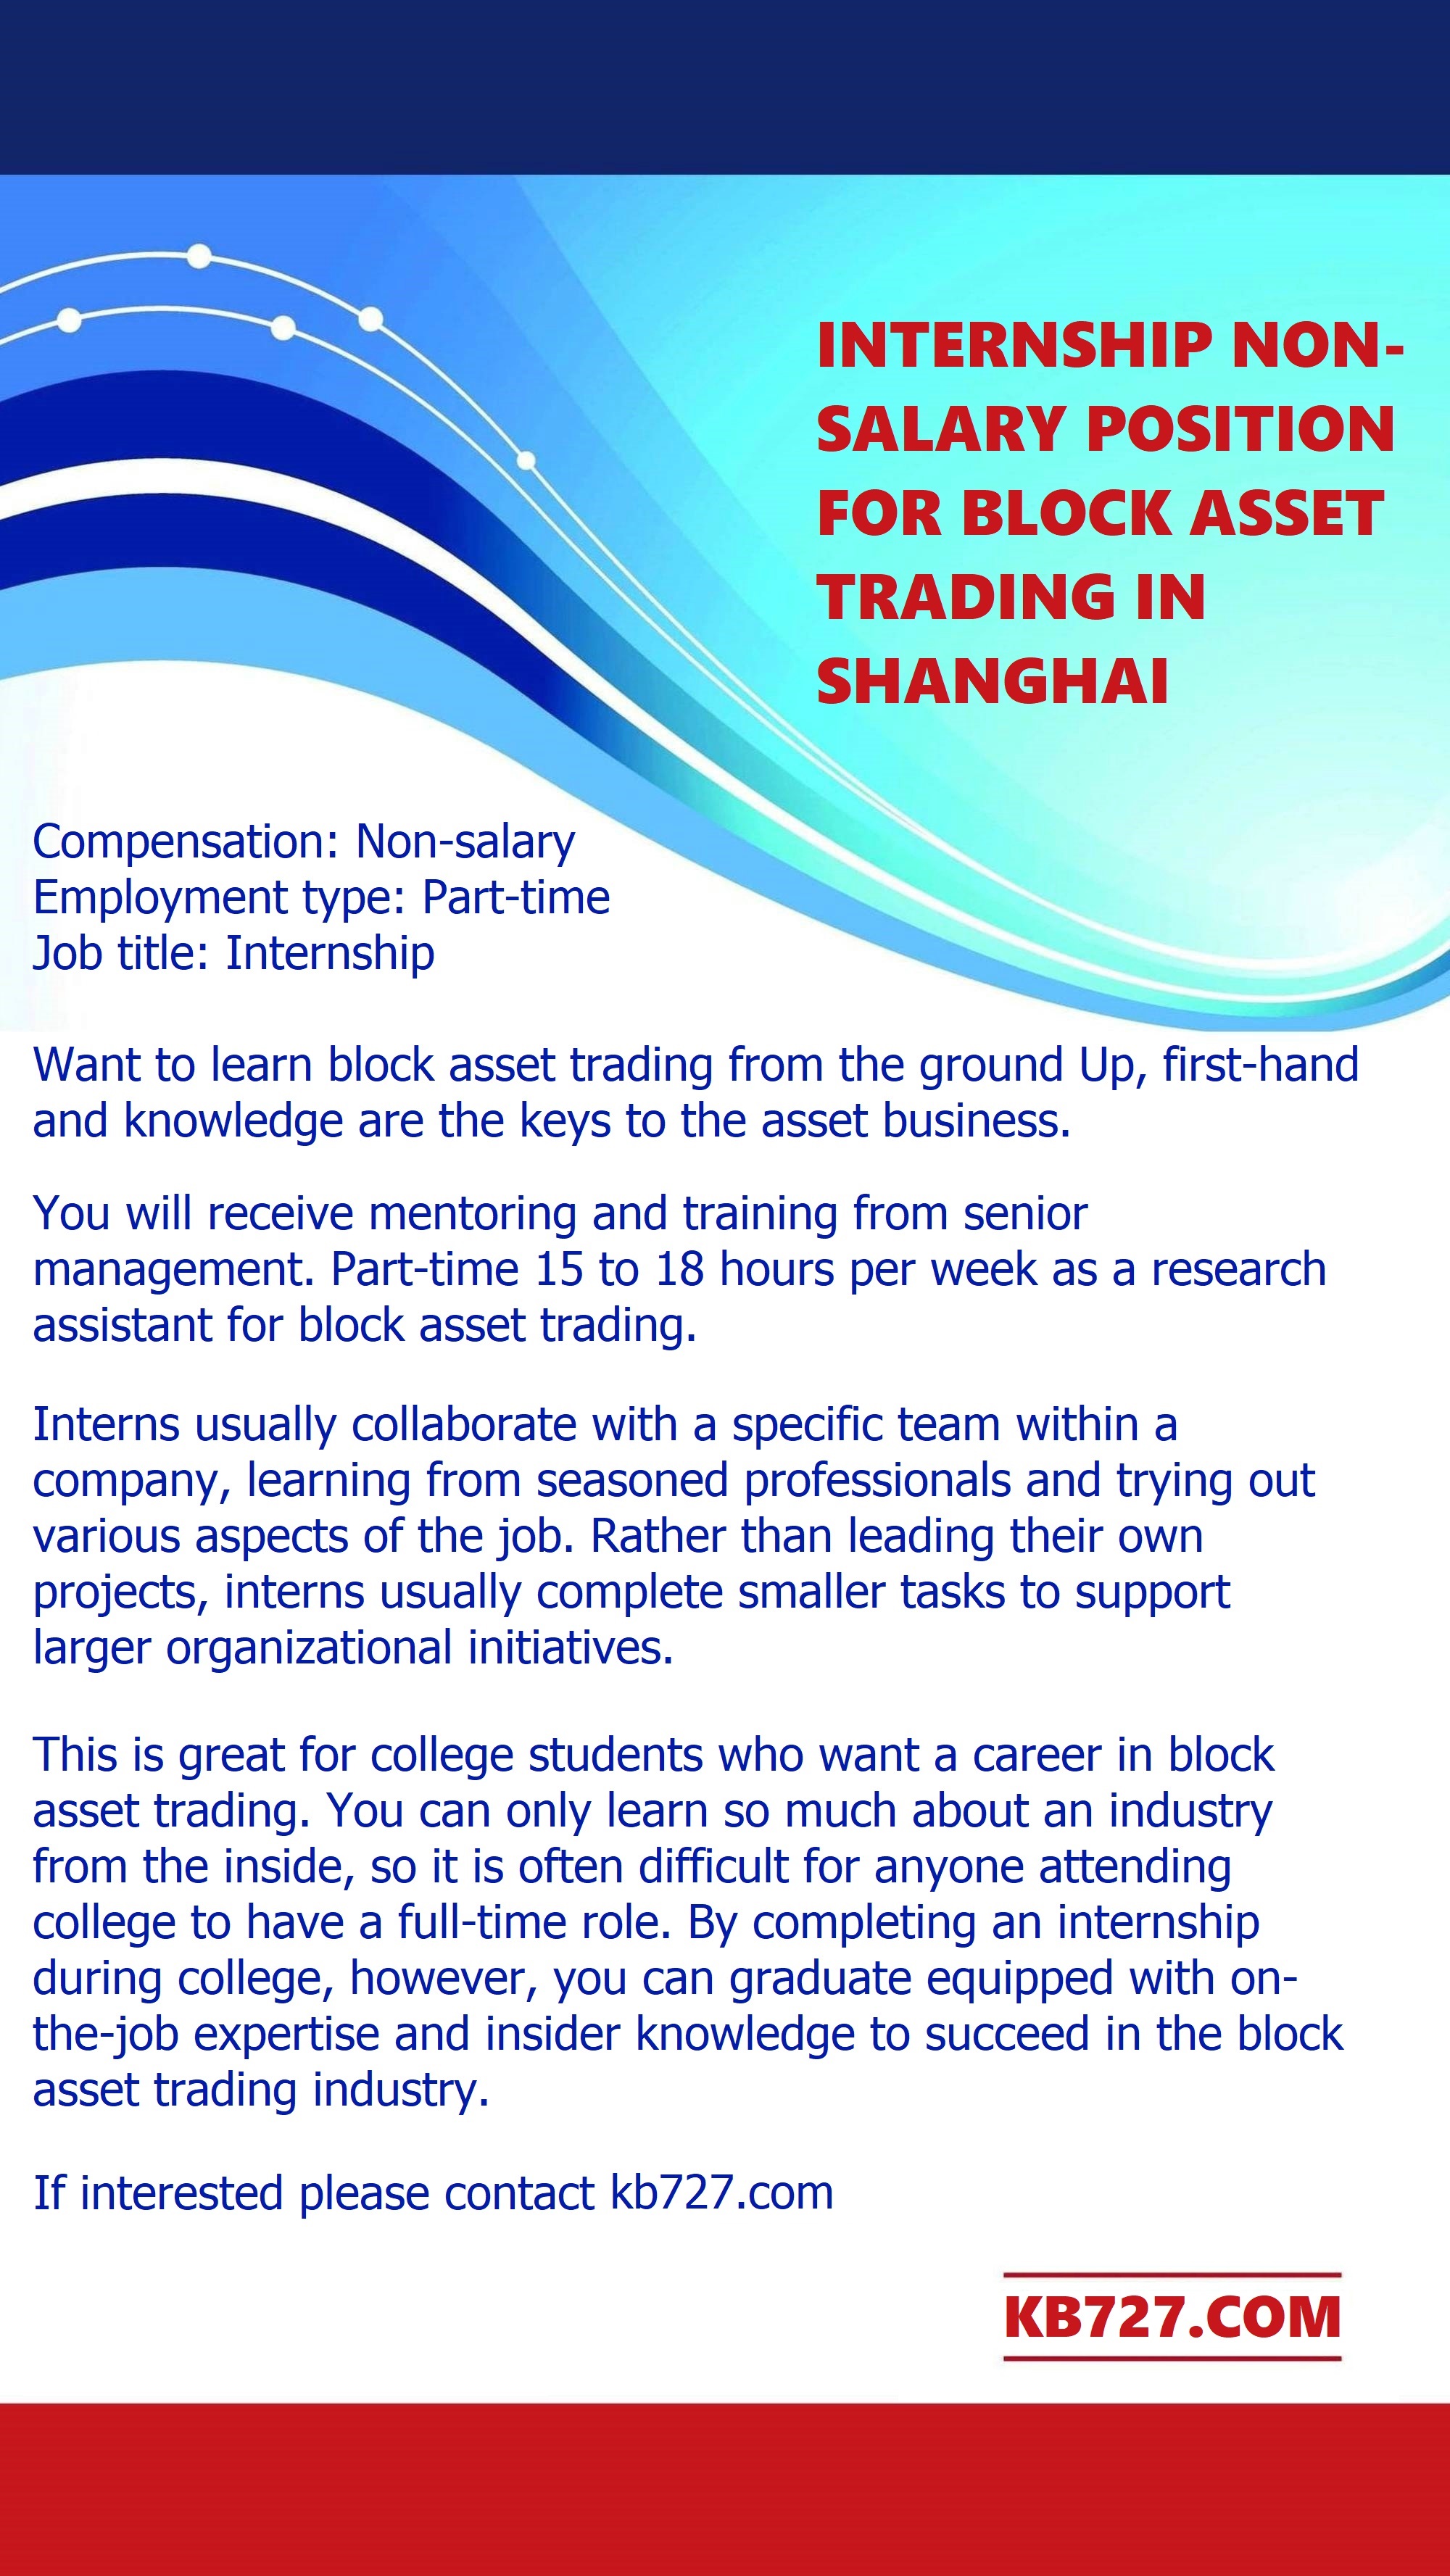 INTERNSHIP NON-
SALARY POSITION
FOR BLOCK ASSET
TRADING IN
SHANGHAI
Compensation: Non-salary
Employment type: Part-time
Job title: Internship
Want to learn block asset trading from the ground Up, first-hand
and knowledge are the keys to the asset business.
You will receive mentoring and training from senior
management. Part-time 15 to 18 hours per week as a research
assistant for block asset trading.
Interns usually collaborate with a specific team within a
company, learning from seasoned professionals and trying out
various aspects of the job. Rather than leading their own
projects, interns usually complete smaller tasks to support
larger organizational initiatives.
This is great for college students who want a career in block
asset trading. You can only learn so much about an industry
from the inside, so it is often difficult for anyone attending
college to have a full-time role. By completing an internship
during college, however, you can graduate equipped with on-
the-job expertise and insider knowledge to succeed in the block
asset trading industry.
If interested please contact kb727.com
KB727.COM